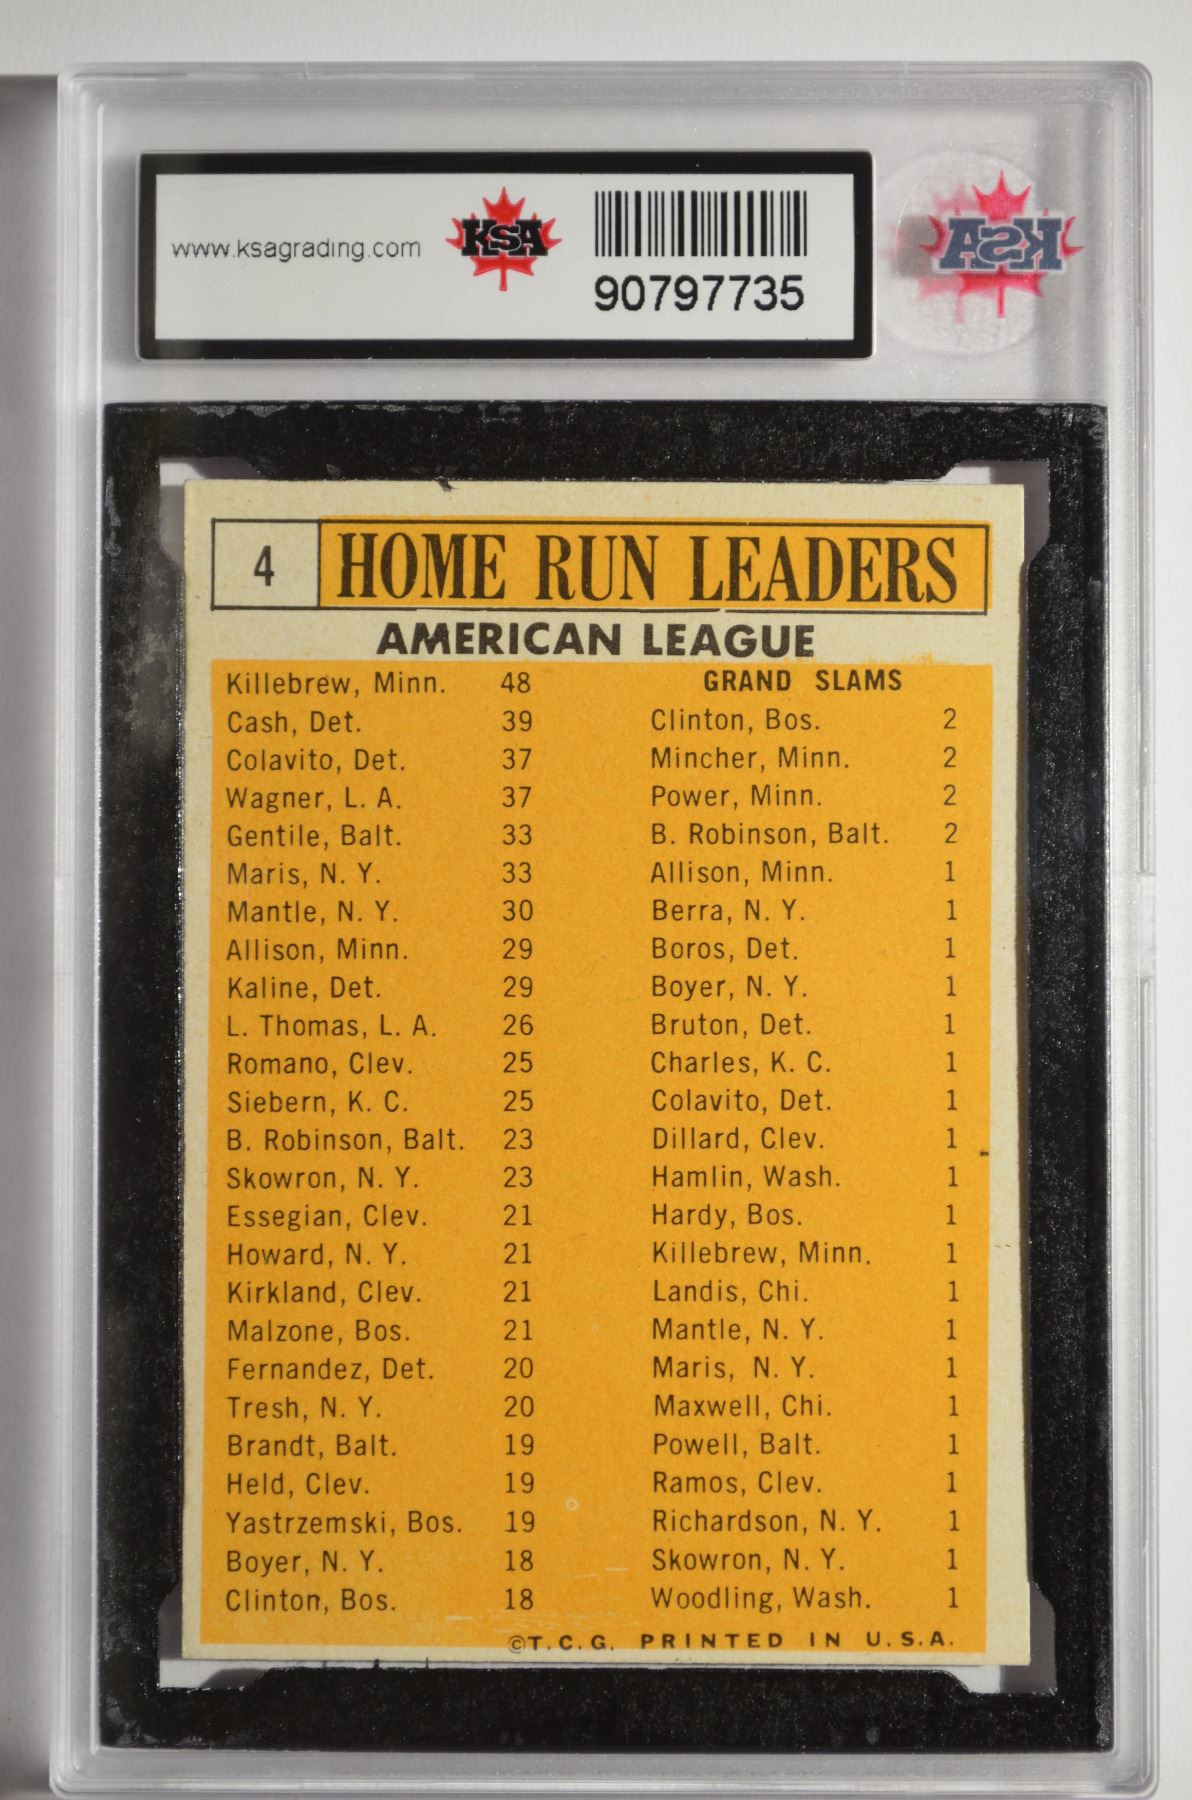 www.ksagrading.com
KSA
90797735
KSA
4
HOME RUN LEADERS
AMERICAN LEAGUE
Killebrew, Minn. 48
Cash, Det. 39
Colavito, Det. 37
Wagner, L. A. 37
Gentile, Balt. 33
Maris, N. Y. 33
Mantle, N. Y. 30
Allison, Minn. 29
Kaline, Det. 29
L. Thomas, L. A. 26
Romano, Clev. 25
Siebern, K. C. 25
B. Robinson, Balt. 23
Skowron, N. Y. 23
Essegian, Clev. 21
Howard, N. Y. 21
Kirkland, Clev. 21
Malzone, Bos. 21
Fernandez, Det. 20
Tresh, N. Y. 20
Brandt, Balt. 19
Held, Clev. 19
Yastrzemski, Bos. 19
Boyer, N. Y. 18
Clinton, Bos. 18
GRAND SLAMS
Clinton, Bos. 2
Mincher, Minn. 2
Power, Minn. 2
B. Robinson, Balt. 2
Allison, Minn. 1
Berra, N. Y. 1
Boros, Det. 1
Boyer, N. Y. 1
Bruton, Det. 1
Charles, K. C. 1
Colavito, Det. 1
Dillard, Clev. 1
Hamlin, Wash. 1
Hardy, Bos. 1
Killebrew, Minn. 1
Landis, Chi. 1
Mantle, N. Y. 1
Maris, N. Y. 1
Maxwell, Chi. 1
Powell, Balt. 1
Ramos, Clev. 1
Richardson, N. Y. 1
Skowron, N. Y. 1
Woodling, Wash. 1
©T.C.G. PRINTED IN U.S.A.